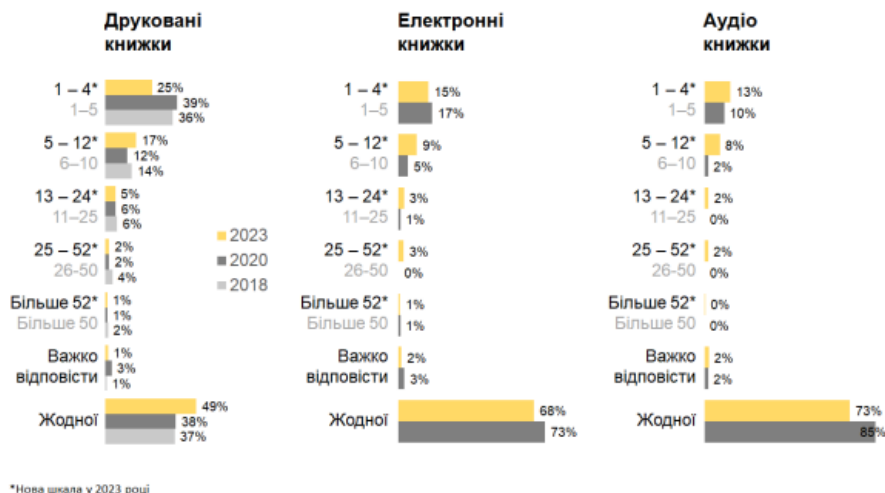 Друковані
книжки
1 – 4*
1–5
25%
39%
36%
5 – 12*
6–10
17%
12%
14%
13 – 24*
11–25
5%
6%
6%
25 – 52*
26-50
2%
2%
4%
Більше 52*
Більше 50
1%
1%
2%
Важко
відповісти
1%
3%
1%
Жодної
49%
38%
37%
2023
2020
2018
Електронні
книжки
1 – 4*
1–5
15%
17%
5 – 12*
6–10
9%
5%
13 – 24*
11–25
3%
1%
25 – 52*
26-50
3%
0%
Більше 52*
Більше 50
1%
1%
Важко
відповісти
2%
3%
Жодної
68%
73%
Аудіо
книжки
1 – 4*
1–5
13%
10%
5 – 12*
6–10
8%
2%
13 – 24*
11–25
2%
0%
25 – 52*
26-50
2%
0%
Більше 52*
Більше 50
0%
0%
Важко
відповісти
2%
2%
Жодної
73%
85%
*Нова шкала у 2023 році